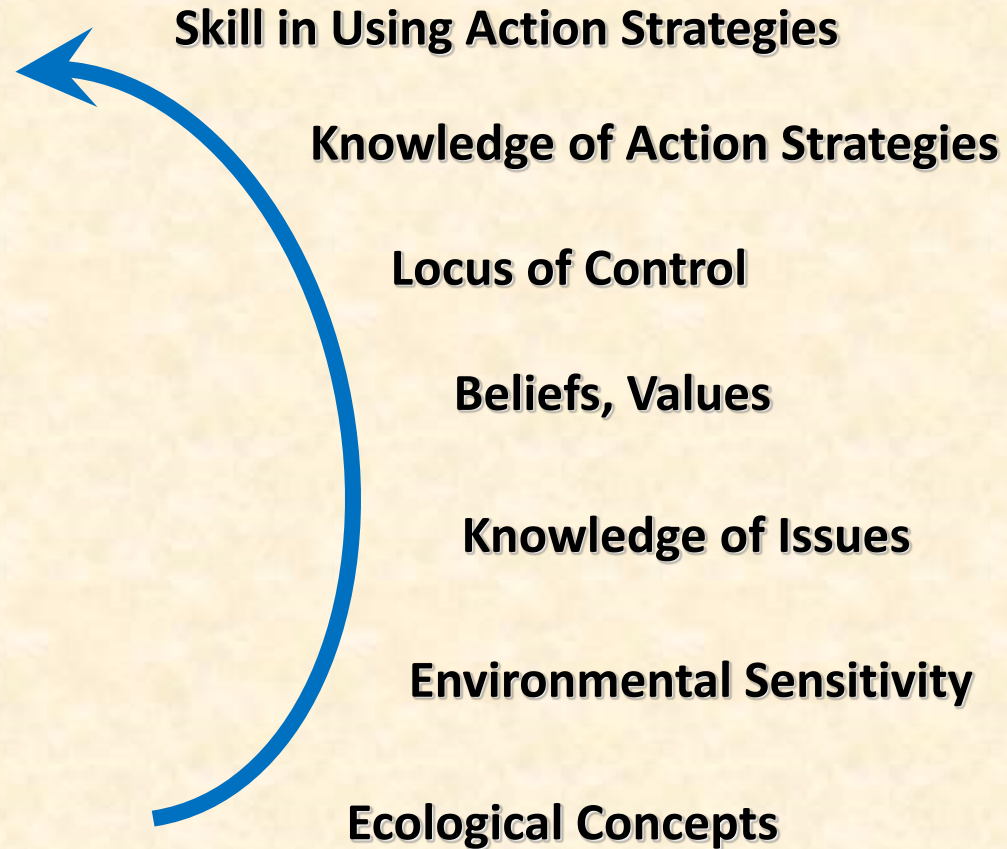 Skill in Using Action Strategies
Knowledge of Action Strategies
Locus of Control
Beliefs, Values
Knowledge of Issues
Environmental Sensitivity
Ecological Concepts